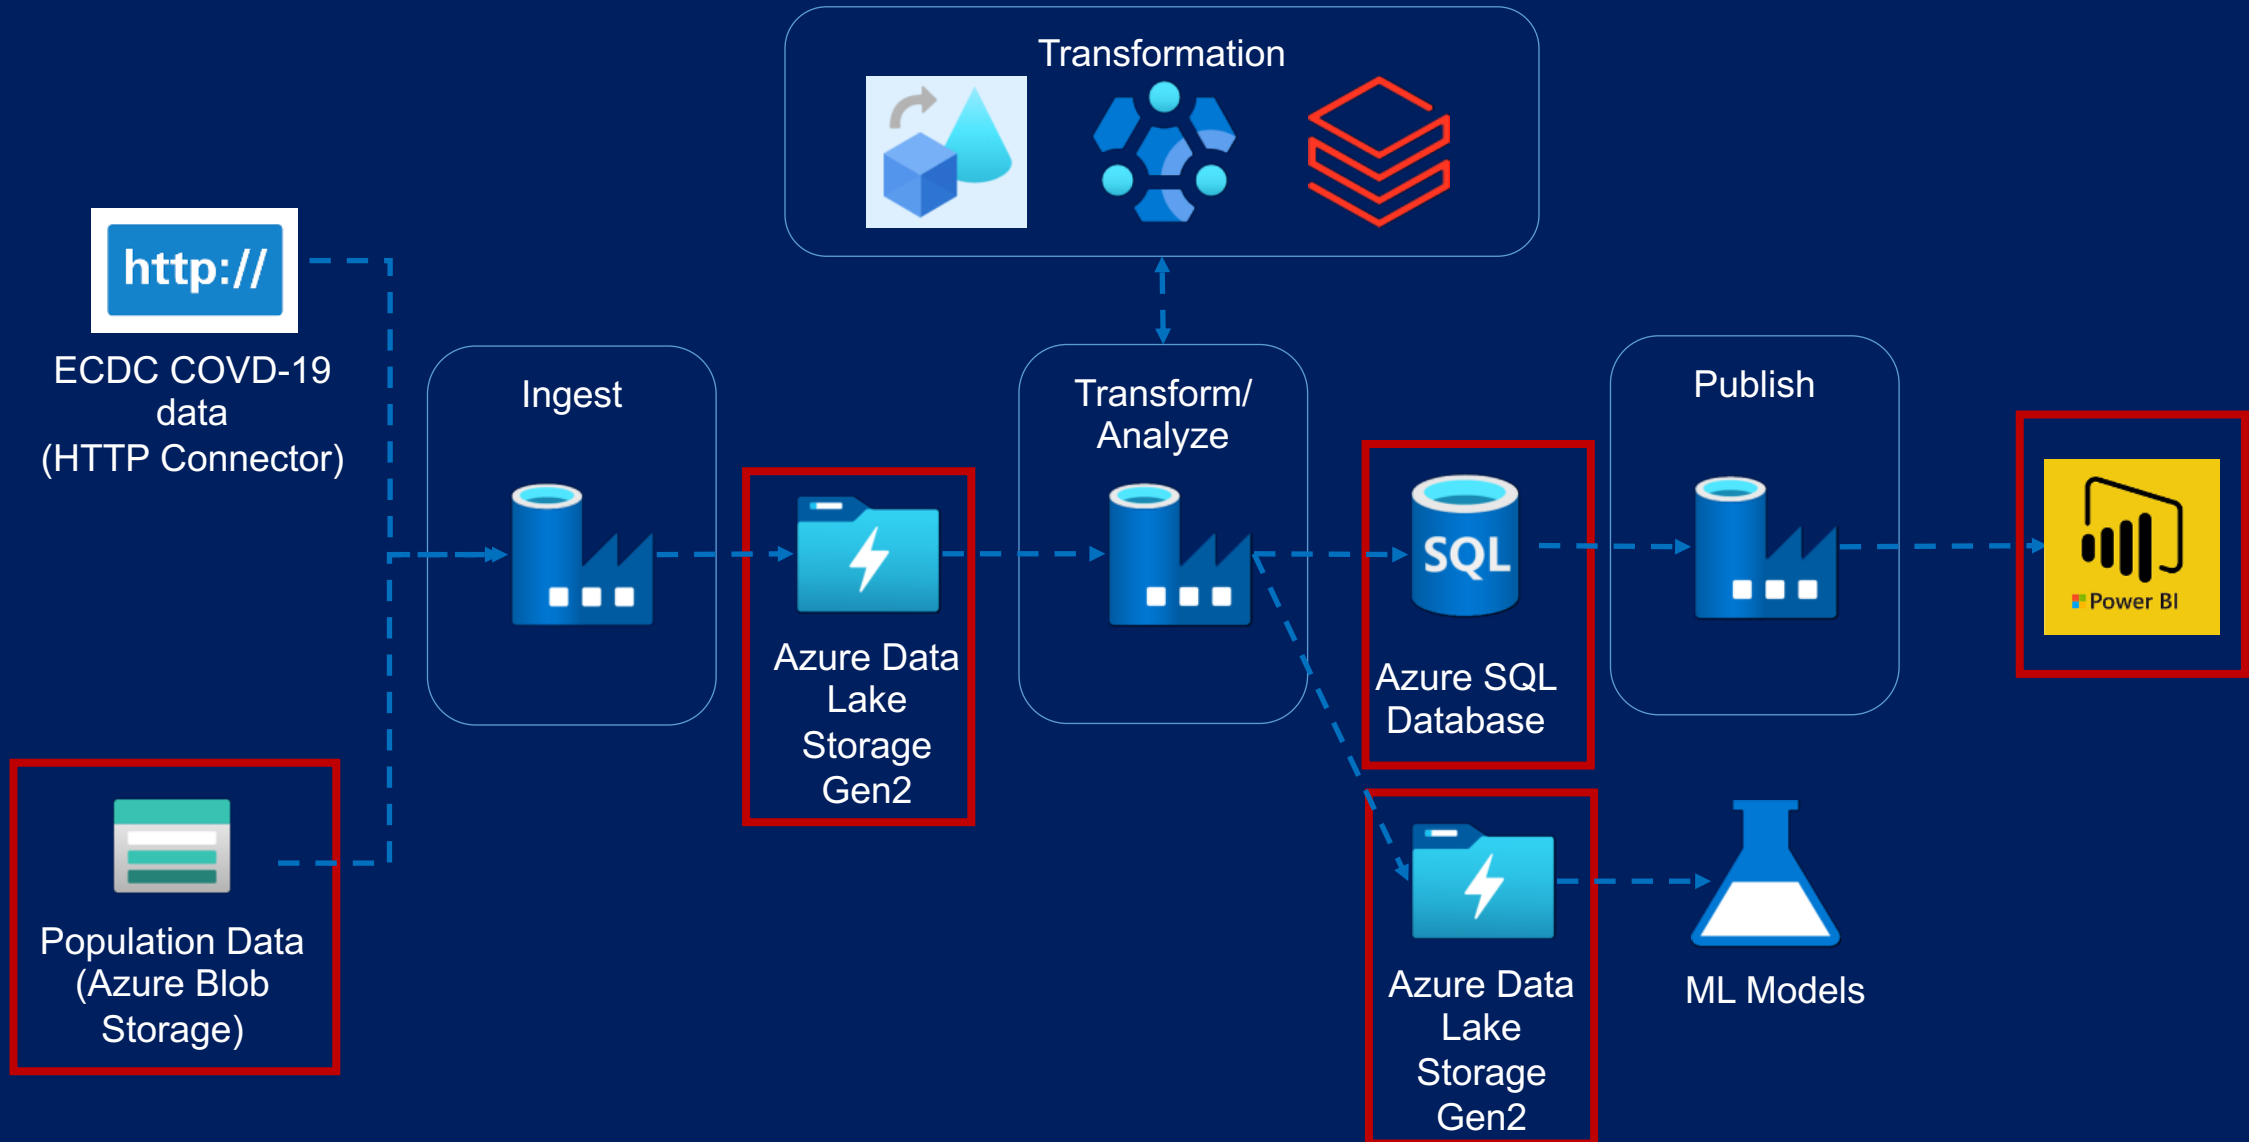 Transformation
http://
ECDC COVD-19
data
(HTTP Connector)
Ingest
Transform/
Analyze
Publish
SQL
Power BI
Azure Data
Lake
Storage
Gen2
Azure SQL
Database
Population Data
(Azure Blob
Storage)
Azure Data
Lake
Storage
Gen2
ML Models